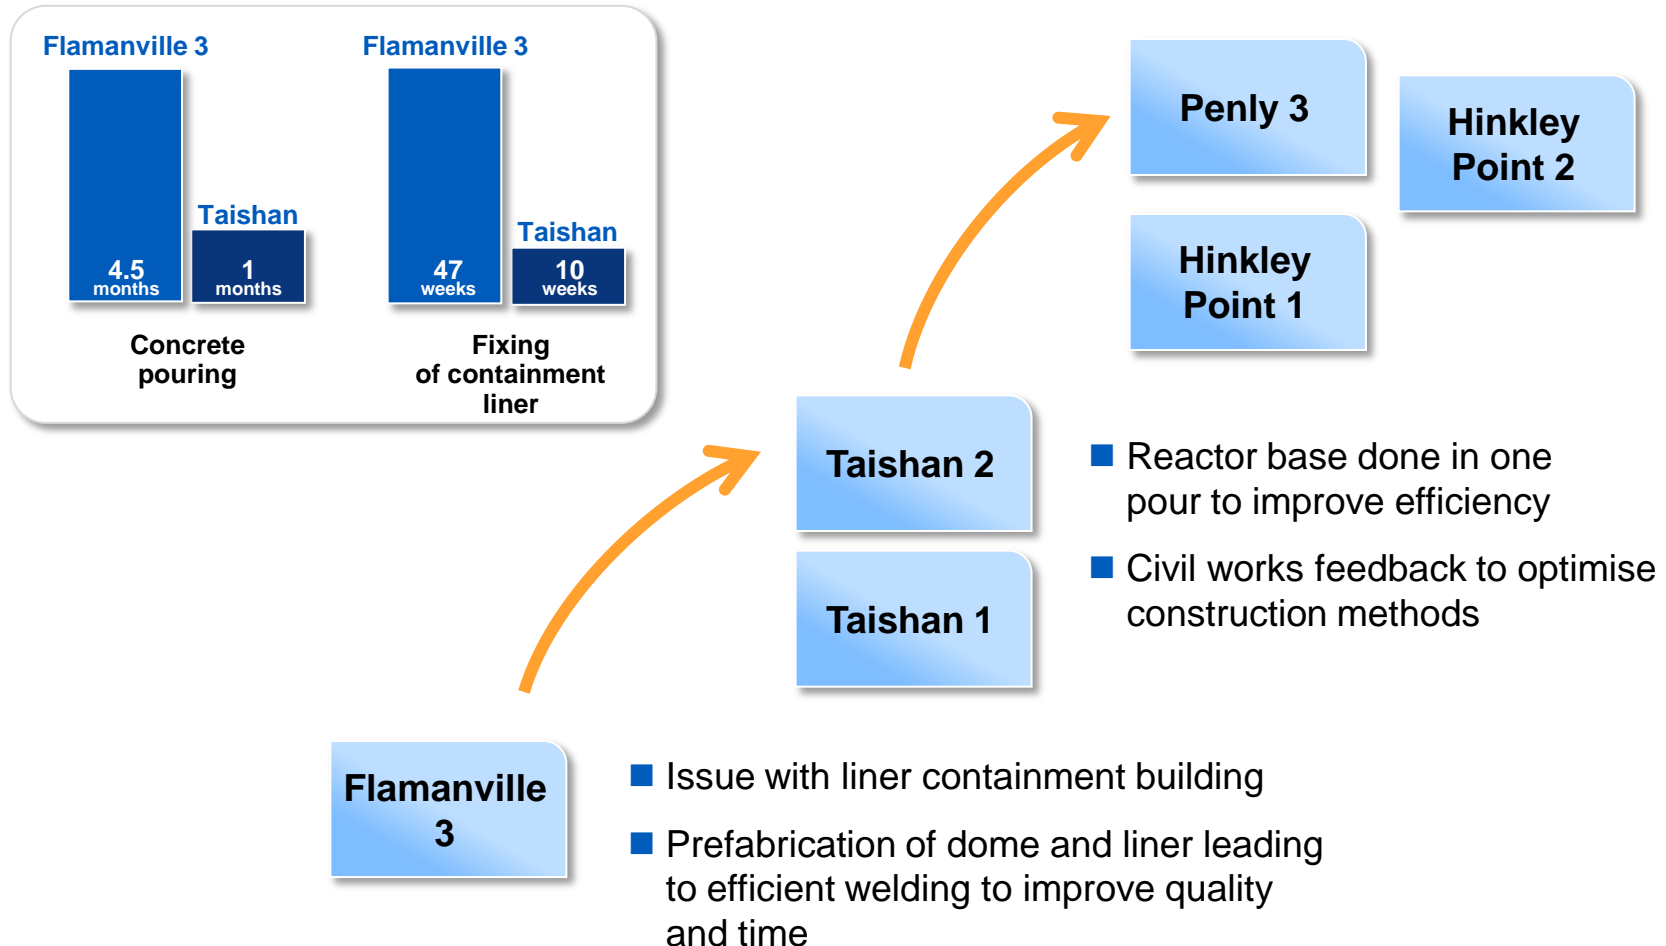 Flamanville 3
Taishan
4.5
months
1
months
Concrete
pouring
Flamanville 3
Taishan
47
weeks
10
weeks
Fixing
of containment
liner
Penly 3
Hinkley
Point 2
Hinkley
Point 1
Taishan 2
Taishan 1
Reactor base done in one
pour to improve efficiency
Civil works feedback to optimise
construction methods
Flamanville
3
Issue with liner containment building
Prefabrication of dome and liner leading
to efficient welding to improve quality
and time